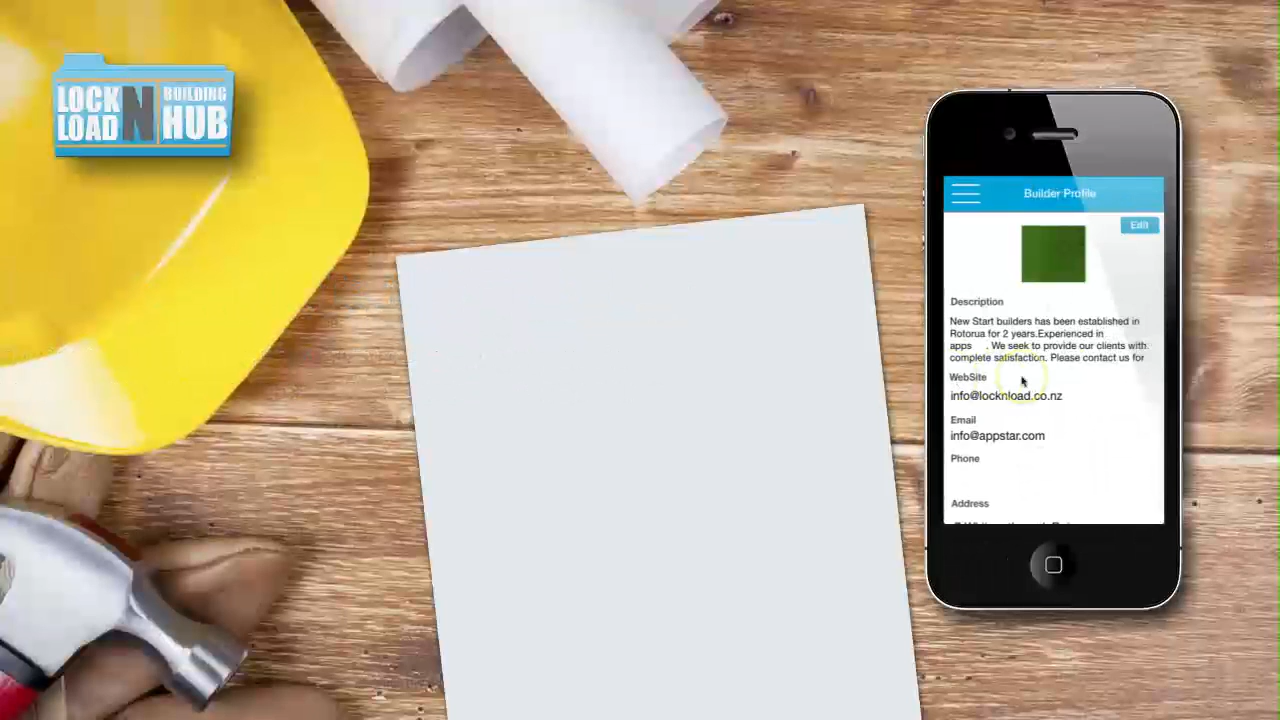 LOCK N BUILDING
LOAD HUB
Builder Profile
Edit
Description
New Start builders has been established in
Rotorua for 2 years.Experienced in
apps . We seek to provide our clients with
complete satisfaction. Please contact us for
WebSite
info@locknload.co.nz
Email
info@appstar.com
Phone
Address